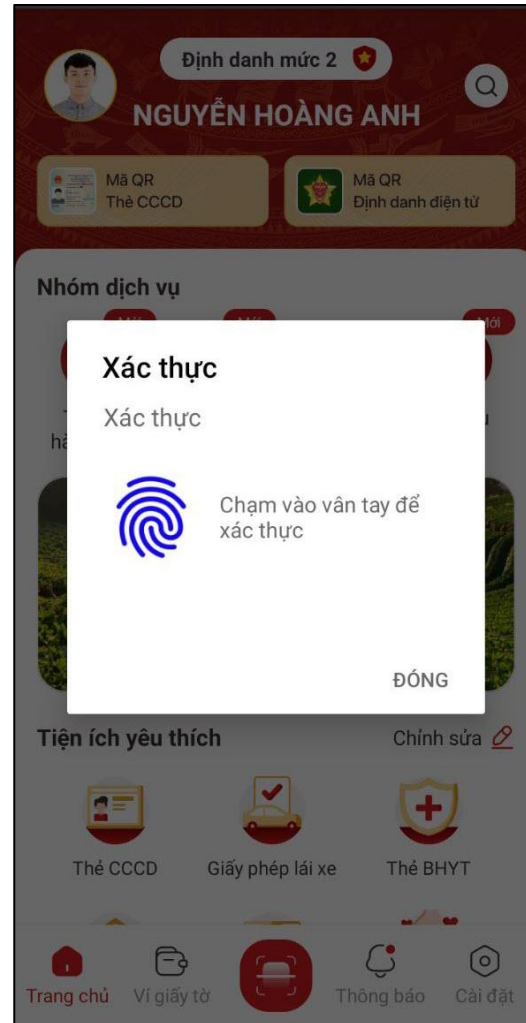 Định danh mức 2
NGUYỄN HOÀNG ANH
Mã QR
Thẻ CCCD
Mã QR
Định danh điện tử
Nhóm dịch vụ
Mới
Xác thực
Xác thực
Chạm vào vân tay để
xác thực
ĐÓNG
Tiện ích yêu thích
Chỉnh sửa
Thẻ CCCD
Giấy phép lái xe
Thẻ BHYT
Trang chủ
Ví giấy tờ
Thông báo
Cài đặt